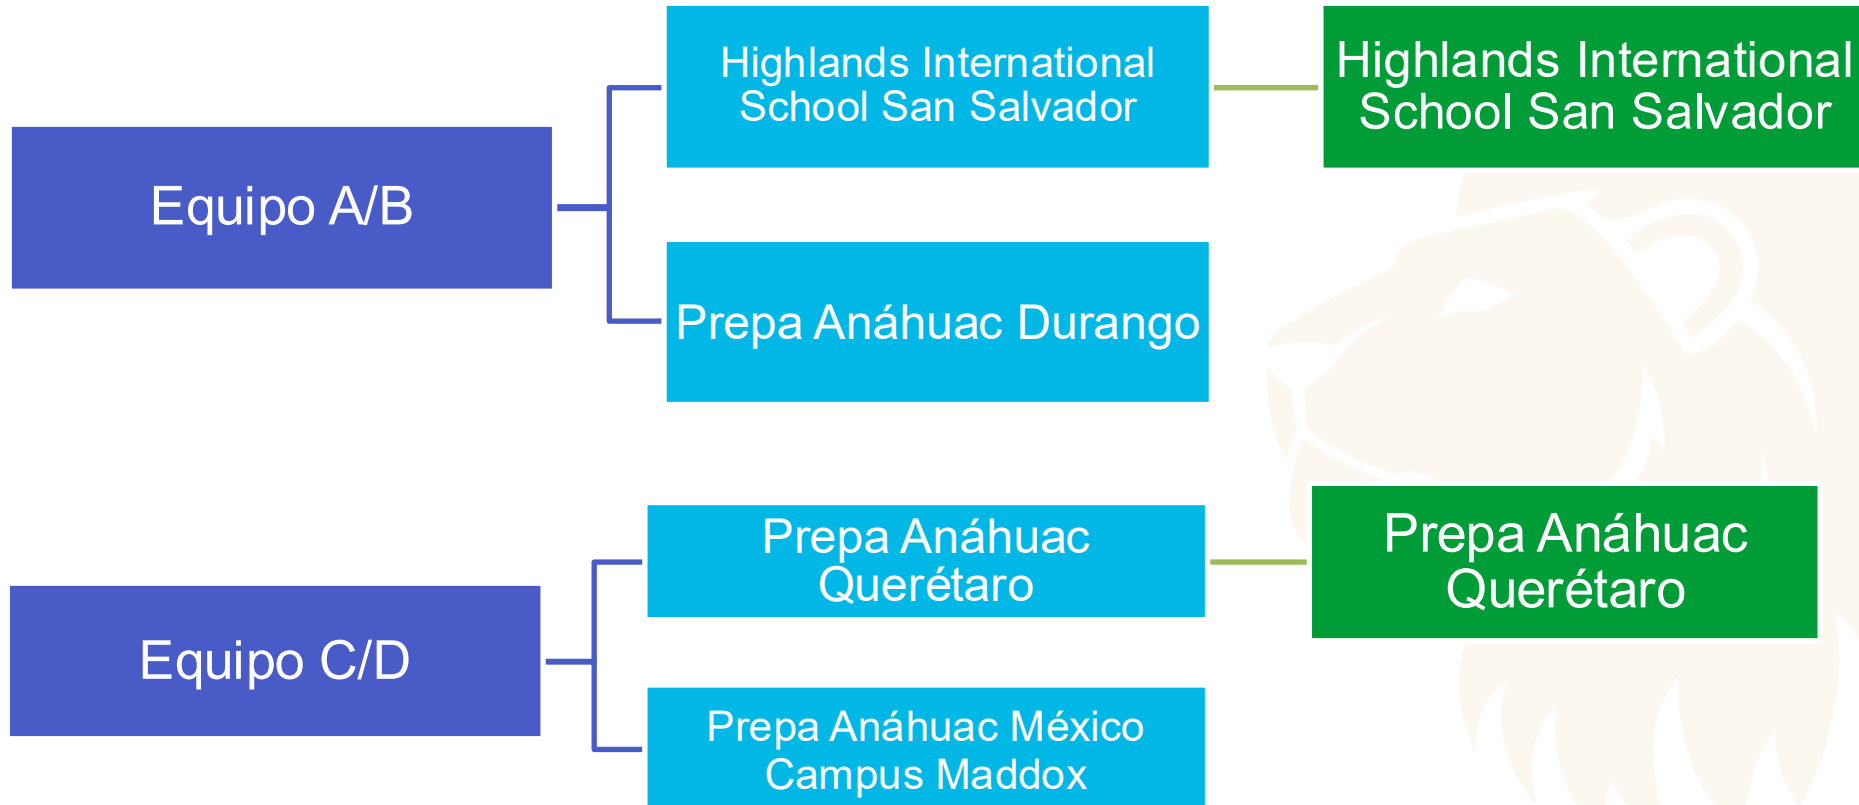 Equipo A/B
Highlands International
School San Salvador
Highlands International
School San Salvador
Prepa Anáhuac Durango
Equipo C/D
Prepa Anáhuac
Querétaro
Prepa Anáhuac
Querétaro
Prepa Anáhuac México
Campus Maddox